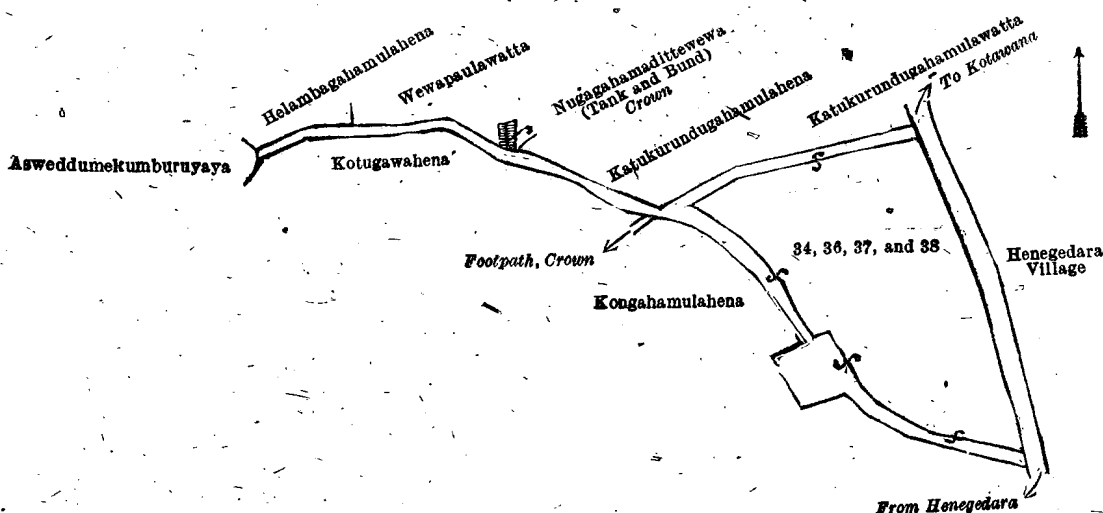 Helambagahamulahena
Wewapaulawatta
Nugagahamadittewewa
(Tank and Bund)
Crown
Katukurundugahamulahena
Katukurundugahamulawatta
To Kotawana
Asweddumekumburuyaya
Kotugawahena
Footpath, Crown
34, 36, 37, and 38
Henegedara
Village
Kongahamulahena
From Henegedara